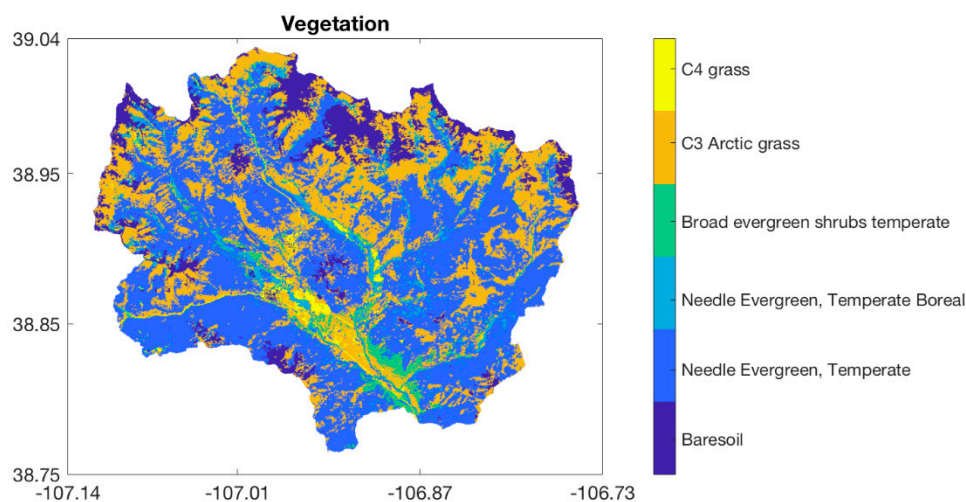 Vegetation
39.04
38.95
38.85
38.75
-107.14
-107.01
-106.87
-106.73
C4 grass
C3 Arctic grass
Broad evergreen shrubs temperate
Needle Evergreen, Temperate Boreal
Needle Evergreen, Temperate
Baresoil